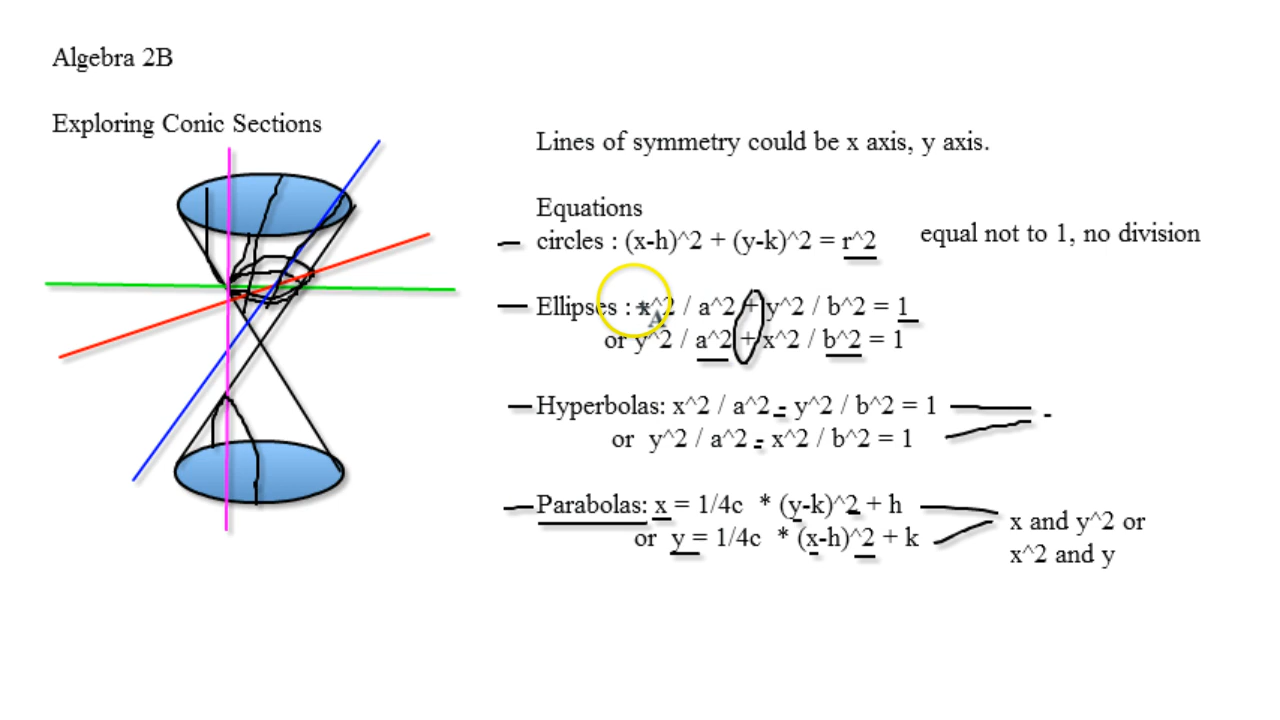 Algebra 2B
Exploring Conic Sections
Lines of symmetry could be x axis, y axis.
Equations
circles : (x-h)^2 + (y-k)^2 = r^2
equal not to 1, no division
Ellipses : x^2 / a^2 + y^2 / b^2 = 1
or y^2 / a^2 + x^2 / b^2 = 1
Hyperbolas: x^2 / a^2 - y^2 / b^2 = 1 -
or y^2 / a^2 - x^2 / b^2 = 1
Parabolas: x = 1/4c * (y-k)^2 + h
or y = 1/4c * (x-h)^2 + k
x and y^2 or
x^2 and y